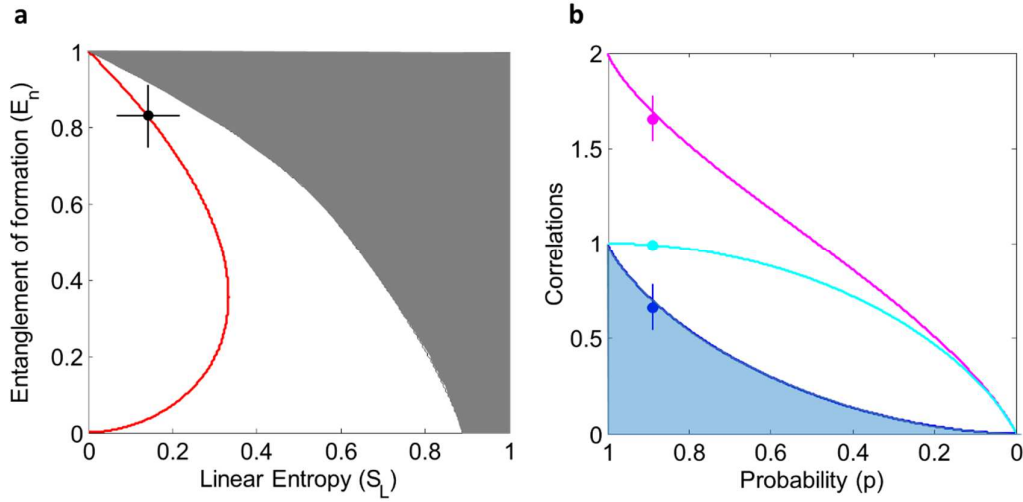 a
b
1
0.8
0.6
0.4
0.2
0
Entanglement of formation (E_n)
0 0.2 0.4 0.6 0.8 1
Linear Entropy (S_L)
2
1.5
1
0.5
0
Correlations
1 0.8 0.6 0.4 0.2 0
Probability (p)